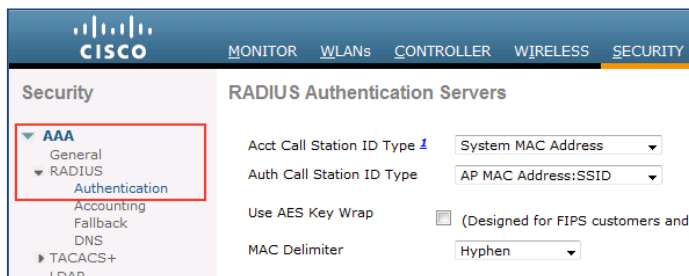 CISCO
MONITOR WLANs CONTROLLER WIRELESS SECURITY
Security
AAA
General
RADIUS
Authentication
Accounting
Fallback
DNS
TACACS+
LDAP
RADIUS Authentication Servers
Acct Call Station ID Type 1 System MAC Address
Auth Call Station ID Type AP MAC Address:SSID
Use AES Key Wrap (Designed for FIPS customers and
MAC Delimiter Hyphen